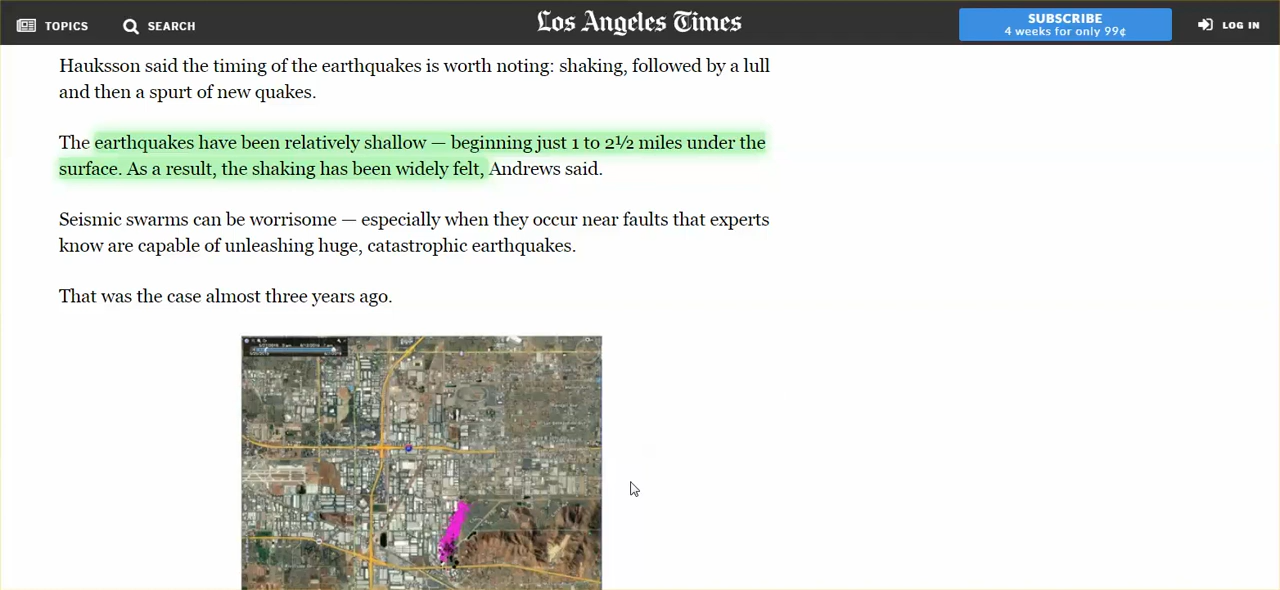 TOPICS
SEARCH
Los Angeles Times
SUBSCRIBE
4 weeks for only 99¢
LOG IN
Hauksson said the timing of the earthquakes is worth noting: shaking, followed by a lull
and then a spurt of new quakes.
The earthquakes have been relatively shallow — beginning just 1 to 2½ miles under the
surface. As a result, the shaking has been widely felt, Andrews said.
Seismic swarms can be worrisome — especially when they occur near faults that experts
know are capable of unleashing huge, catastrophic earthquakes.
That was the case almost three years ago.